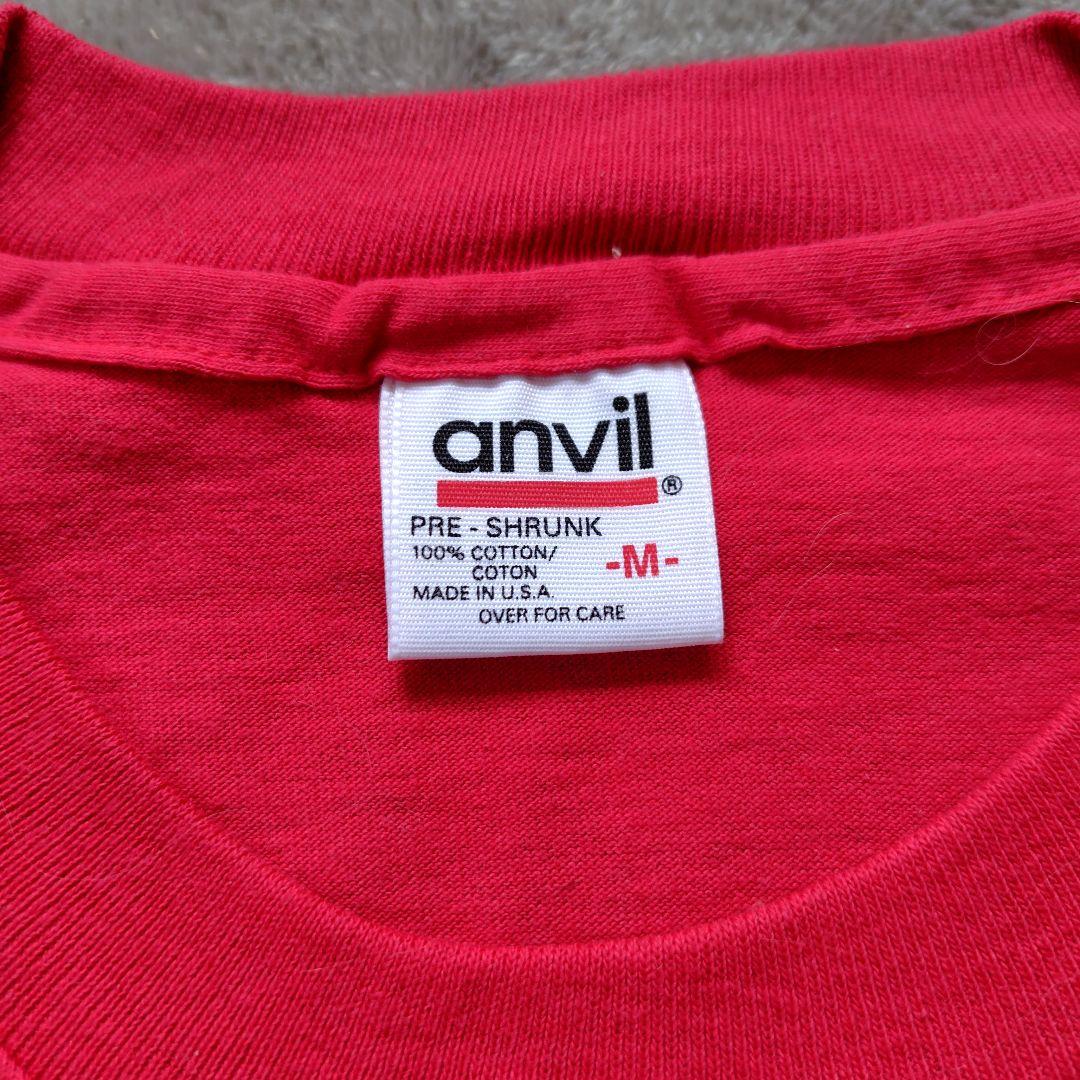 anvil
®
PRE - SHRUNK
100% COTTON/
COTON
-M-
MADE IN U.S.A.
OVER FOR CARE